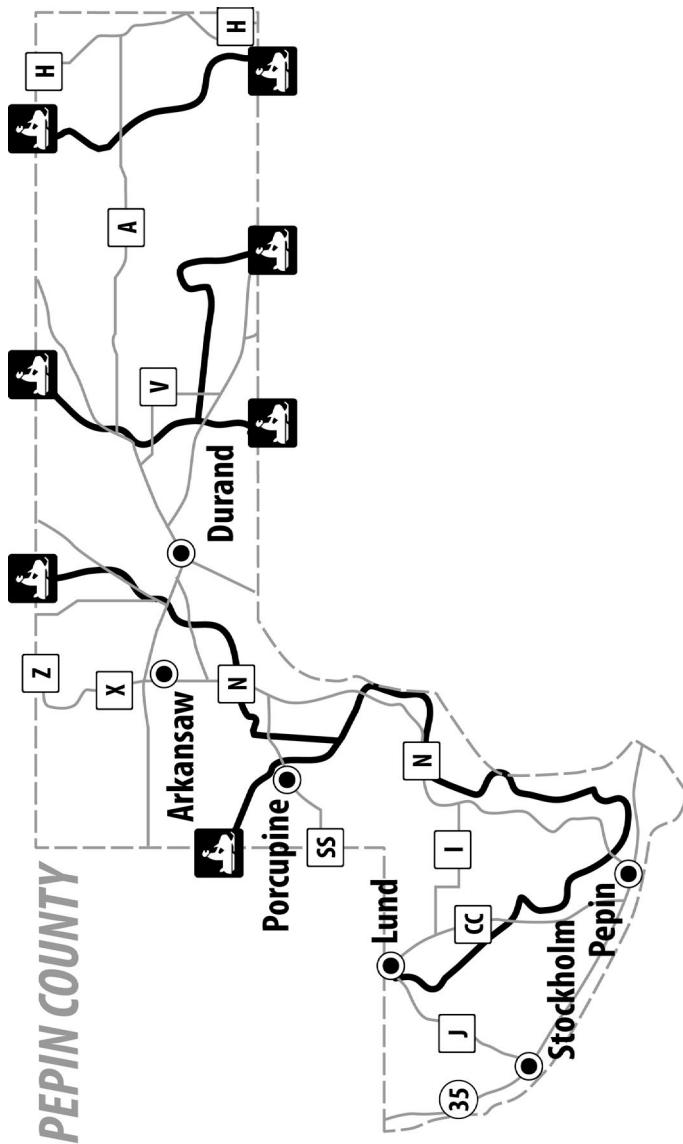 PEPIN COUNTY
Z
H
X
A
V
Arkansaw
Durand
N
H
Porcupine
SS
Lund
N
I
J
35
CC
Stockholm
Pepin